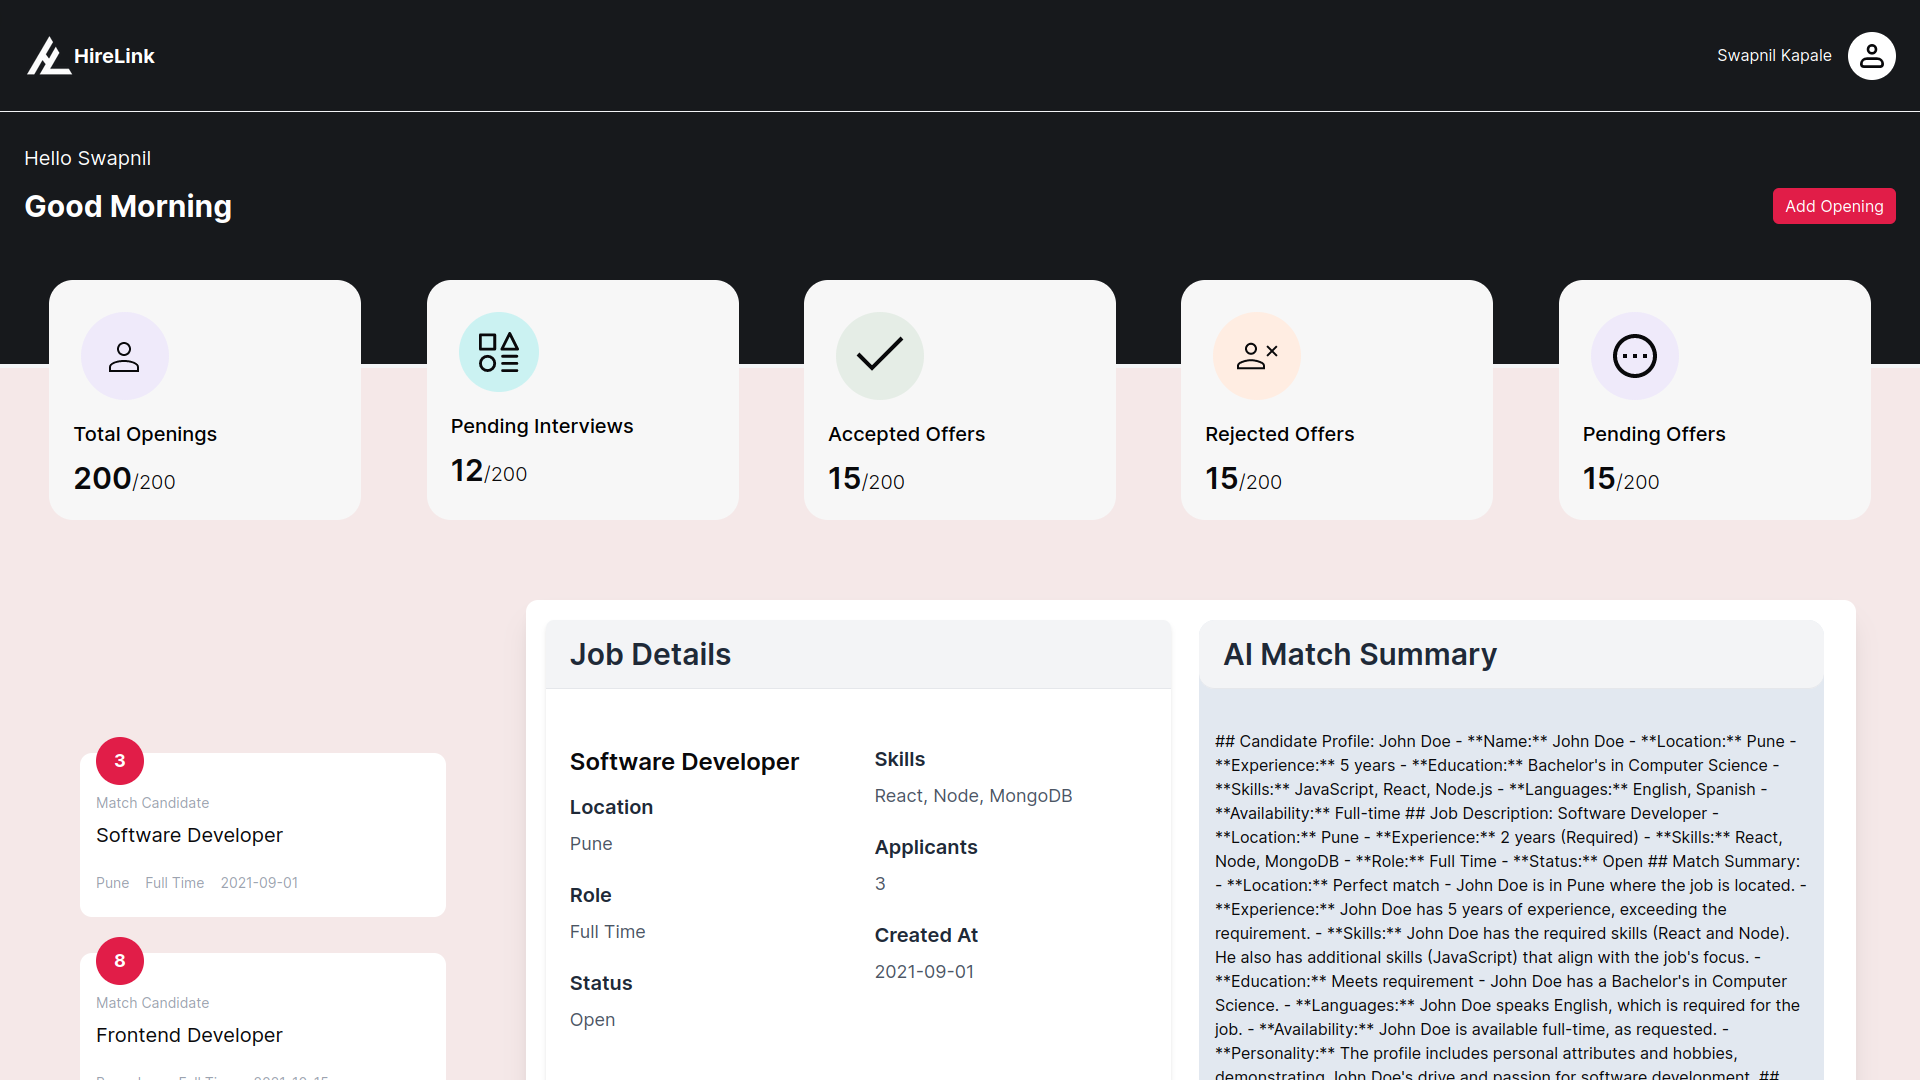 HireLink
Swapnil Kapale
Hello Swapnil
Good Morning
Add Opening
Total Openings
200/200
Pending Interviews
12/200
Accepted Offers
15/200
Rejected Offers
15/200
Pending Offers
15/200
3
Match Candidate
Software Developer
Pune Full Time 2021-09-01
8
Match Candidate
Frontend Developer
Job Details
Software Developer
Location
Pune
Role
Full Time
Status
Open
Skills
React, Node, MongoDB
Applicants
3
Created At
2021-09-01
AI Match Summary
## Candidate Profile: John Doe - **Name:** John Doe - **Location:** Pune -
**Experience:** 5 years - **Education:** Bachelor's in Computer Science -
**Skills:** JavaScript, React, Node.js - **Languages:** English, Spanish -
**Availability:** Full-time ## Job Description: Software Developer -
**Location:** Pune - **Experience:** 2 years (Required) - **Skills:** React,
Node, MongoDB - **Role:** Full Time - **Status:** Open ## Match Summary:
- **Location:** Perfect match - John Doe is in Pune where the job is located. -
**Experience:** John Doe has 5 years of experience, exceeding the
requirement. - **Skills:** John Doe has the required skills (React and Node).
He also has additional skills (JavaScript) that align with the job's focus. -
**Education:** Meets requirement - John Doe has a Bachelor's in Computer
Science. - **Languages:** John Doe speaks English, which is required for the
job. - **Availability:** John Doe is available full-time, as requested. -
**Personality:** The profile includes personal attributes and hobbies,
demonstrating John Doe's drive and passion for software development. ##